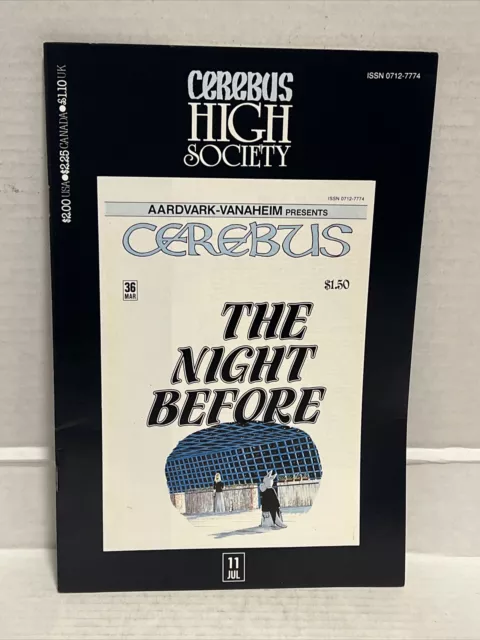 $2.00 USA●$2.25 CANADA●£1.10 UK
ISSN 0712-7774
CEREBUS
HIGH
SOCIETY
ISSN 0712-7774
AARDVARK-VANAHEIM PRESENTS
CEREBUS
36
MAR
$1.50
THE
NIGHT
BEFORE
11
JUL